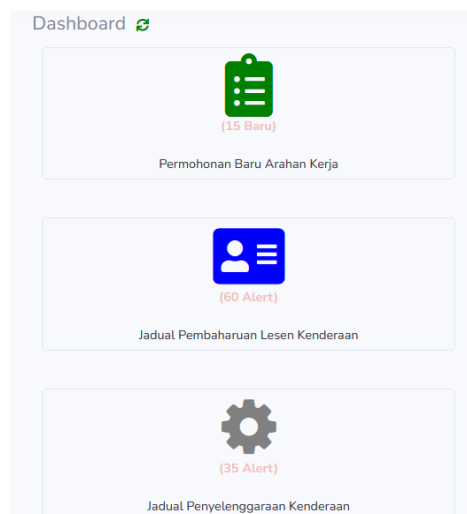 Dashboard
(15 Baru)
Permohonan Baru Arahan Kerja
(60 Alert)
Jadual Pembaharuan Lesen Kenderaan
(35 Alert)
Jadual Penyelenggaraan Kenderaan